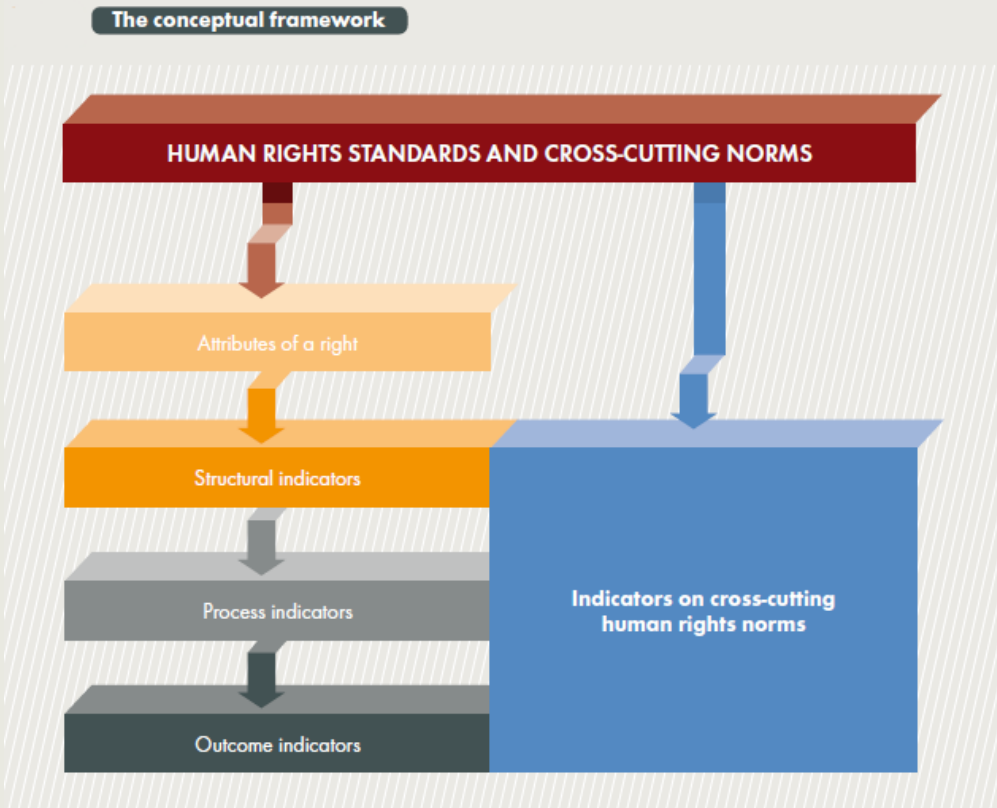 The conceptual framework
HUMAN RIGHTS STANDARDS AND CROSS-CUTTING NORMS
Attributes of a right
Structural indicators
Process indicators
Outcome indicators
Indicators on cross-cutting
human rights norms